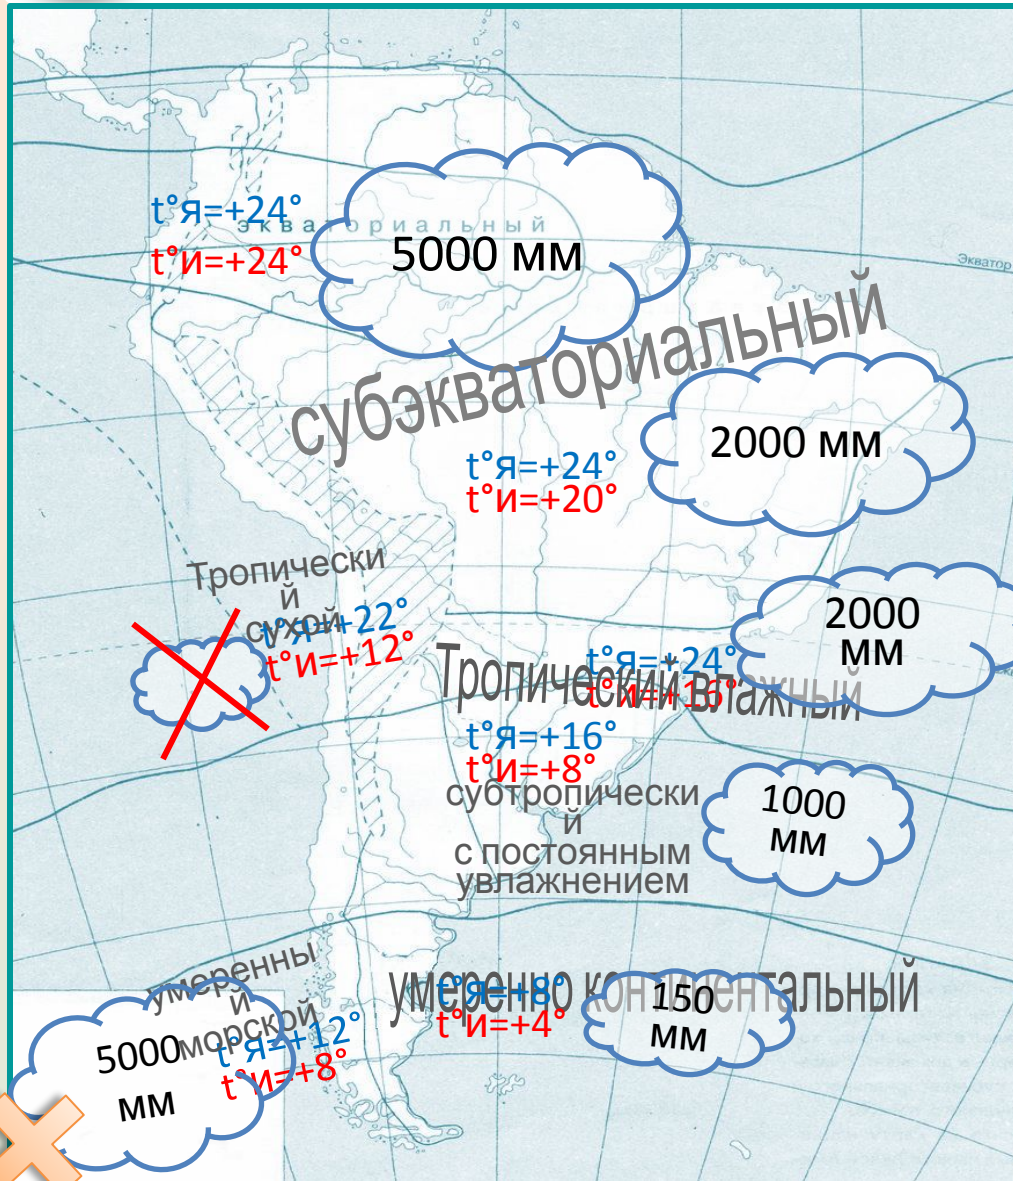 t°я=+24°
экваториальный
t°и=+24°
5000 мм
Экватор
субэкваториальный
2000 мм
t°я=+24°
t°и=+20°
Тропически
й
сухой
t°я=+22°
t°и=+12°
2000
мм
t°я=+24°
t°и=+16°
Тропический влажный
t°я=+16°
t°и=+8°
субтропически
й
с постоянным
увлажнением
1000
мм
умеренны
й
морской
5000
мм
t°я=+12°
t°и=+8°
умеренно континентальный
t°я=+8°
t°и=+4°
150
мм